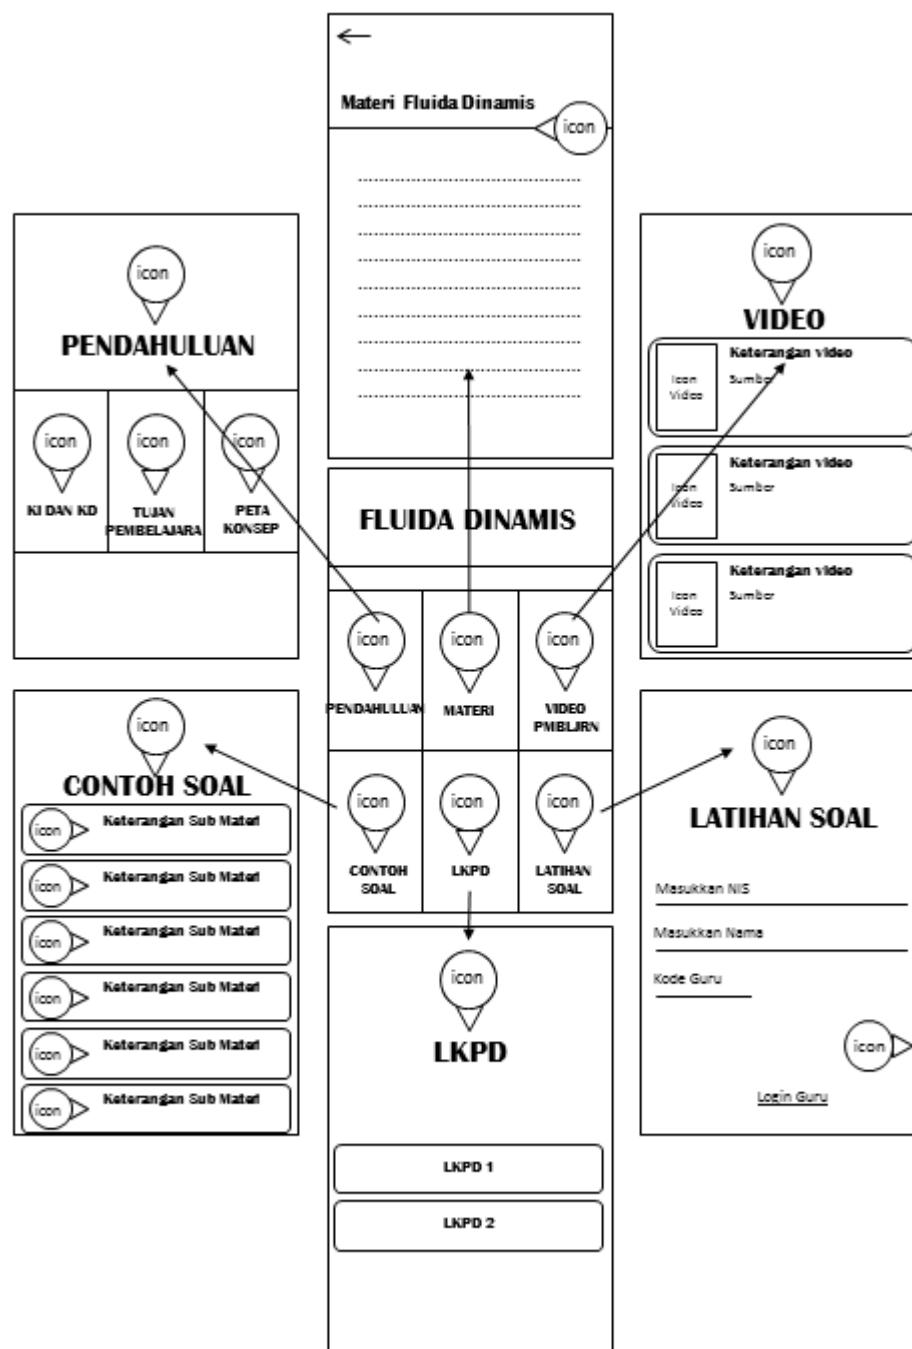 Materi Fluida Dinamis
icon
icon
PENDAHULUAN
icon
icon
icon
KI DAN KD
TUJAN
PEMBELAJARA
PETA
KONSEP
icon
VIDEO
Icon
Video
Keterangan video
Sumber
Icon
Video
Keterangan video
Sumber
Icon
Video
Keterangan video
Sumber
FLUIDA DINAMIS
icon
icon
icon
PENDAHULUAN
MATERI
VIDEO
PMBLJRN
icon
icon
icon
CONTOH
SOAL
LKPD
LATIHAN
SOAL
icon
CONTOH SOAL
icon
Keterangan Sub Materi
icon
Keterangan Sub Materi
icon
Keterangan Sub Materi
icon
Keterangan Sub Materi
icon
Keterangan Sub Materi
icon
Keterangan Sub Materi
icon
LATIHAN SOAL
Masukkan NIS
Masukkan Nama
Kode Guru
icon
Login Guru
icon
LKPD
LKPD 1
LKPD 2